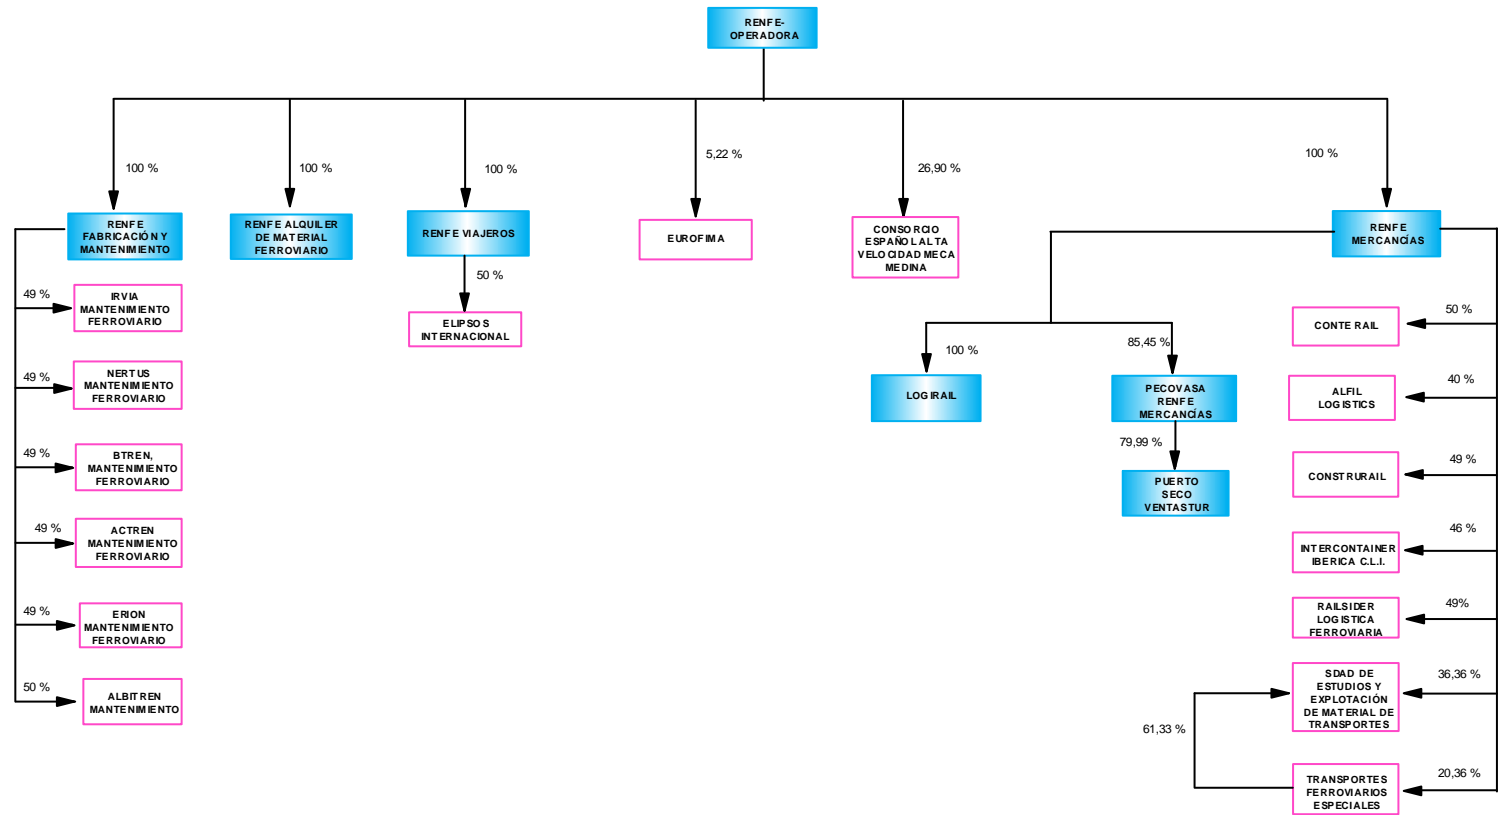 RENFE-
OPERADORA
100 %
100 %
100 %
5,22 %
26,90 %
100 %
RENFE
FABRICACIÓN Y
MANTENIMIENTO
RENFE ALQUILER
DE MATERIAL
FERROVIARIO
RENFE VIAJEROS
EUROFIMA
CONSORCIO
ESPAÑOL ALTA
VELOCIDAD MECA
MEDINA
RENFE
MERCANCÍAS
49 %
IRVIA
MANTENIMIENTO
FERROVIARIO
49 %
NERTUS
MANTENIMIENTO
FERROVIARIO
49 %
BTREN,
MANTENIMIENTO
FERROVIARIO
49 %
ACTREN
MANTENIMIENTO
FERROVIARIO
49 %
ERION
MANTENIMIENTO
FERROVIARIO
50 %
ALBITREN
MANTENIMIENTO
50 %
ELIPSOS
INTERNACIONAL
100 %
LOGIRAIL
85,45 %
PECOVASA
RENFE
MERCANCÍAS
79,99 %
PUERTO
SECO
VENTASTUR
50 %
CONTE RAIL
40 %
ALFIL
LOGISTICS
49 %
CONSTRURAIL
46 %
INTERCONTAINER
IBERICA C.L.I.
49%
RAILSIDER
LOGISTICA
FERROVIARIA
36,36 %
SDAD DE
ESTUDIOS Y
EXPLOTACIÓN
DE MATERIAL DE
TRANSPORTES
61,33 %
20,36 %
TRANSPORTES
FERROVIARIOS
ESPECIALES